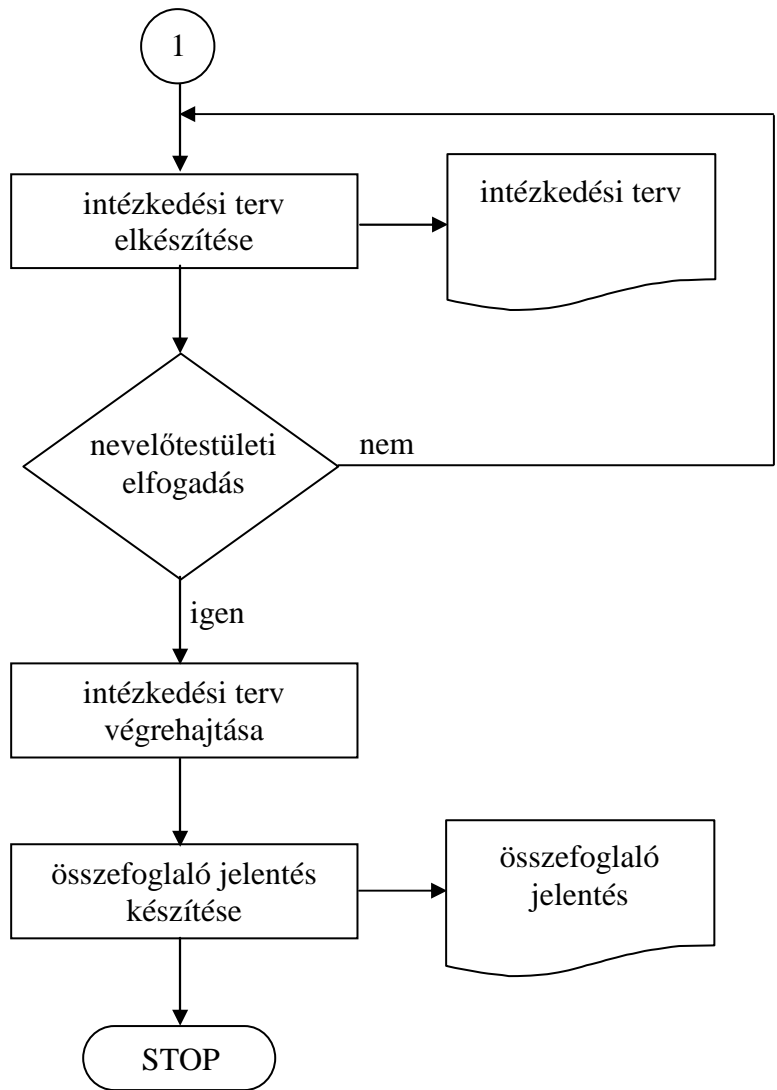 1
intézkedési terv
elkészítése
intézkedési terv
nevelőtestületi
elfogadás
nem
igen
intézkedési terv
végrehajtása
összefoglaló jelentés
készítése
összefoglaló
jelentés
STOP